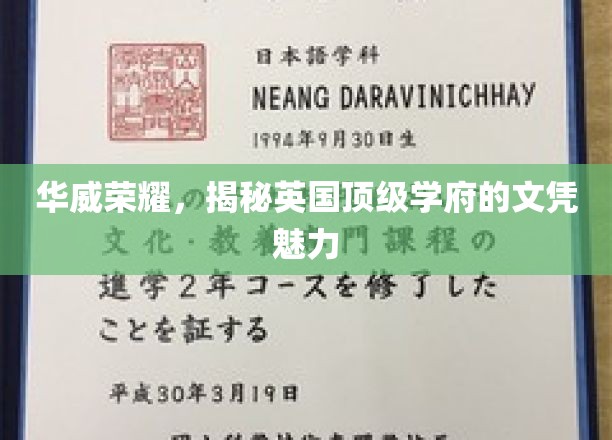 日本語学科
NEANG DARAVINICHHAY
1994年9月30日生
华威荣耀，揭秘英国顶级学府的文凭
魅力
文化・教養 門課程の
進学2年コースを修了した
ことを証する
平成30年3月19日